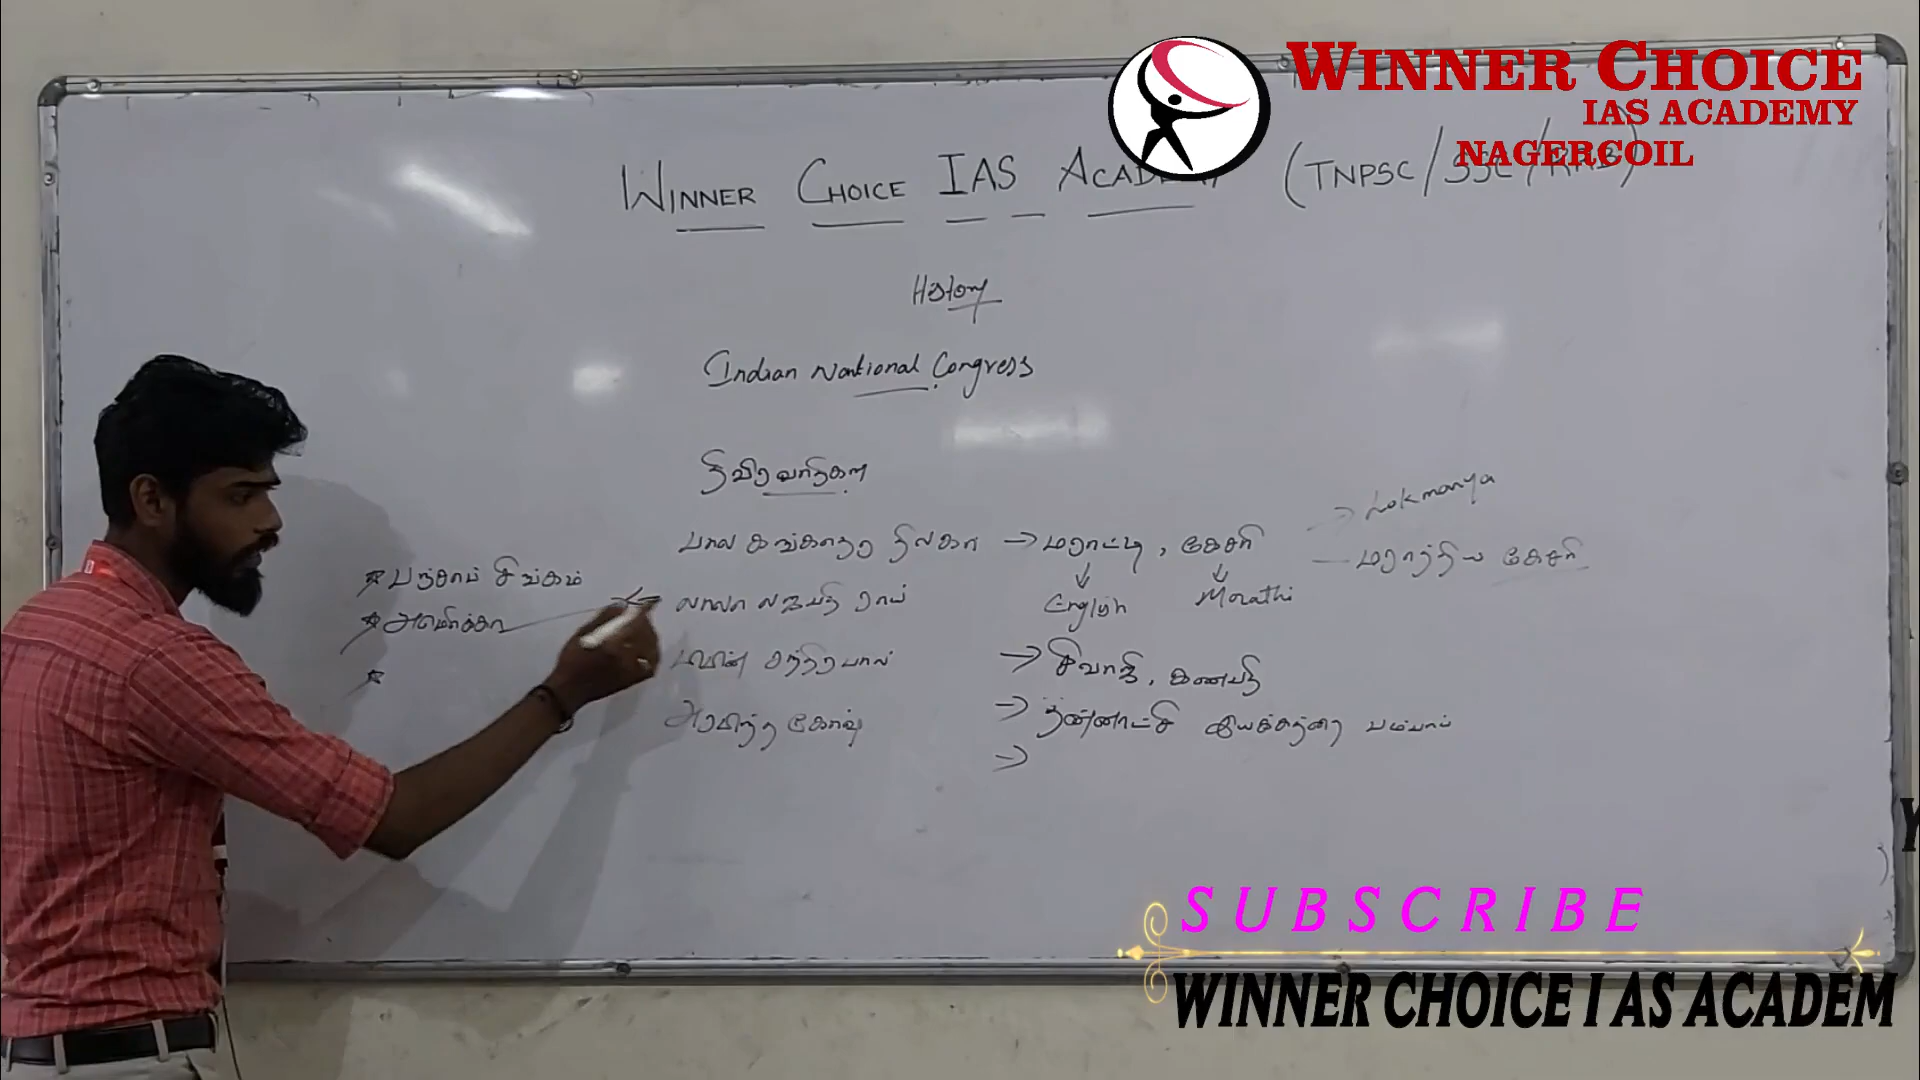 WINNER CHOICE
IAS ACADEMY
NAGERCOIL
WINNER CHOICE IAS ACADEMY (TNPSC/SSC/RRB)
History
Indian National Congress
தீவிரவாதிகள்
பால கங்காதர திலகர் → மராட்டி, கேசரி → Lokmanya
English Marathi — மராத்திய கேசரி
* பஞ்சாப் சிங்கம்
* அமெரிக்கா
லாலா லஜபதி ராய்
பிபின் சந்திரபால் → சிவாஜி, கணபதி
அரவிந்த கோஷ் → தன்னாட்சி இயக்கத்தை பம்பாய்
SUBSCRIBE
WINNER CHOICE I AS ACADEM